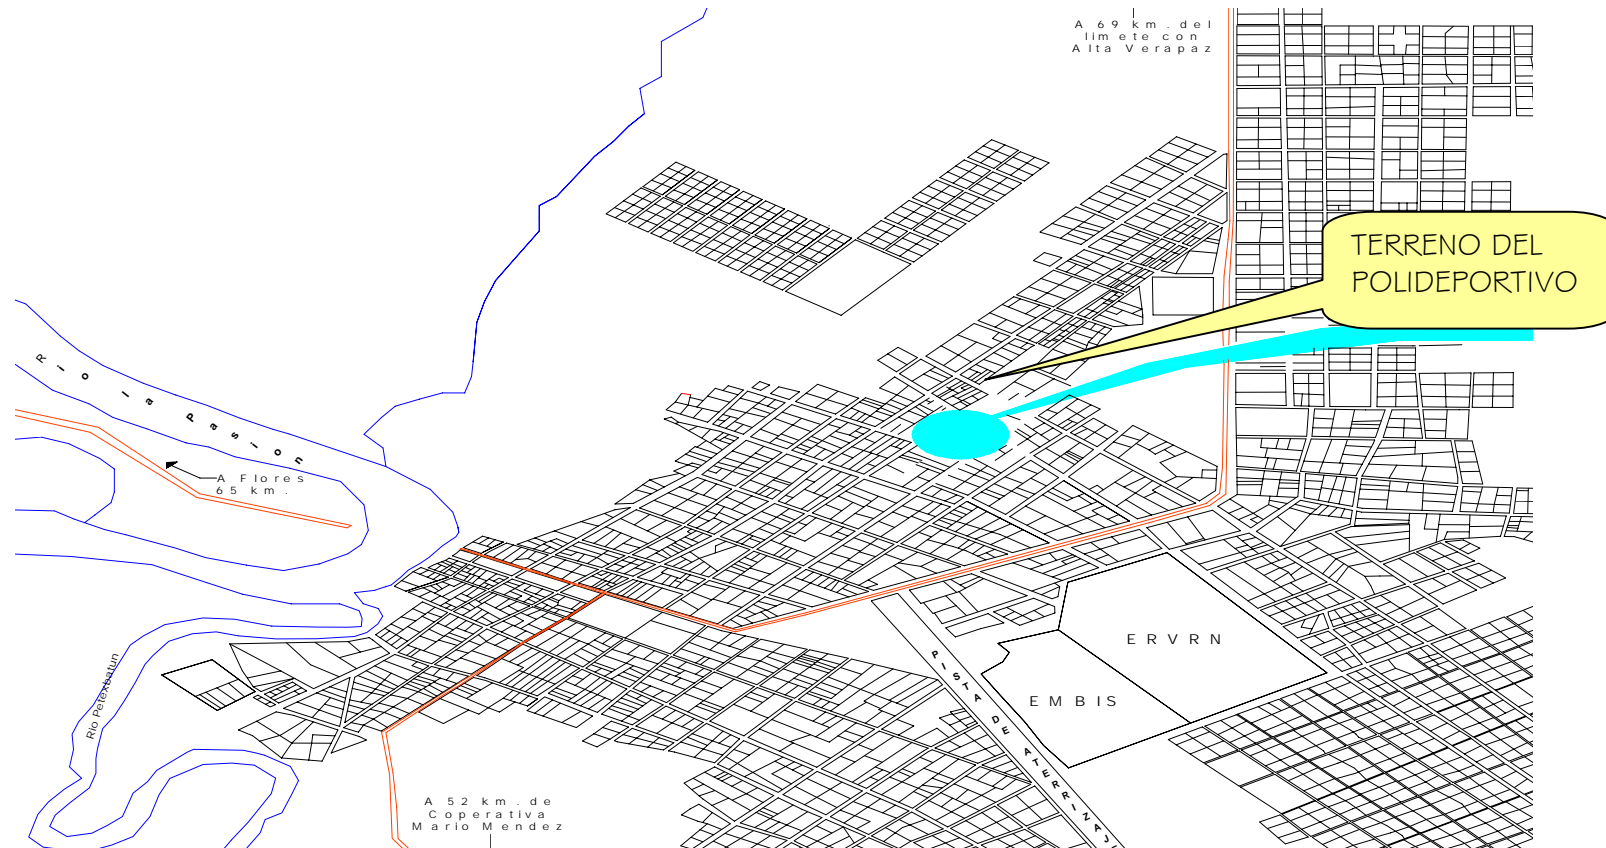 A 69 km. del
limete con
Alta Verapaz
TERRENO DEL
POLIDEPORTIVO
Rio la Pasion
A Flores
65 km.
ERVRN
EMBIS
PISTA DE ATERRIZAJ
Rio Petexbatun
A 52 km. de
Coperativa
Mario Mendez